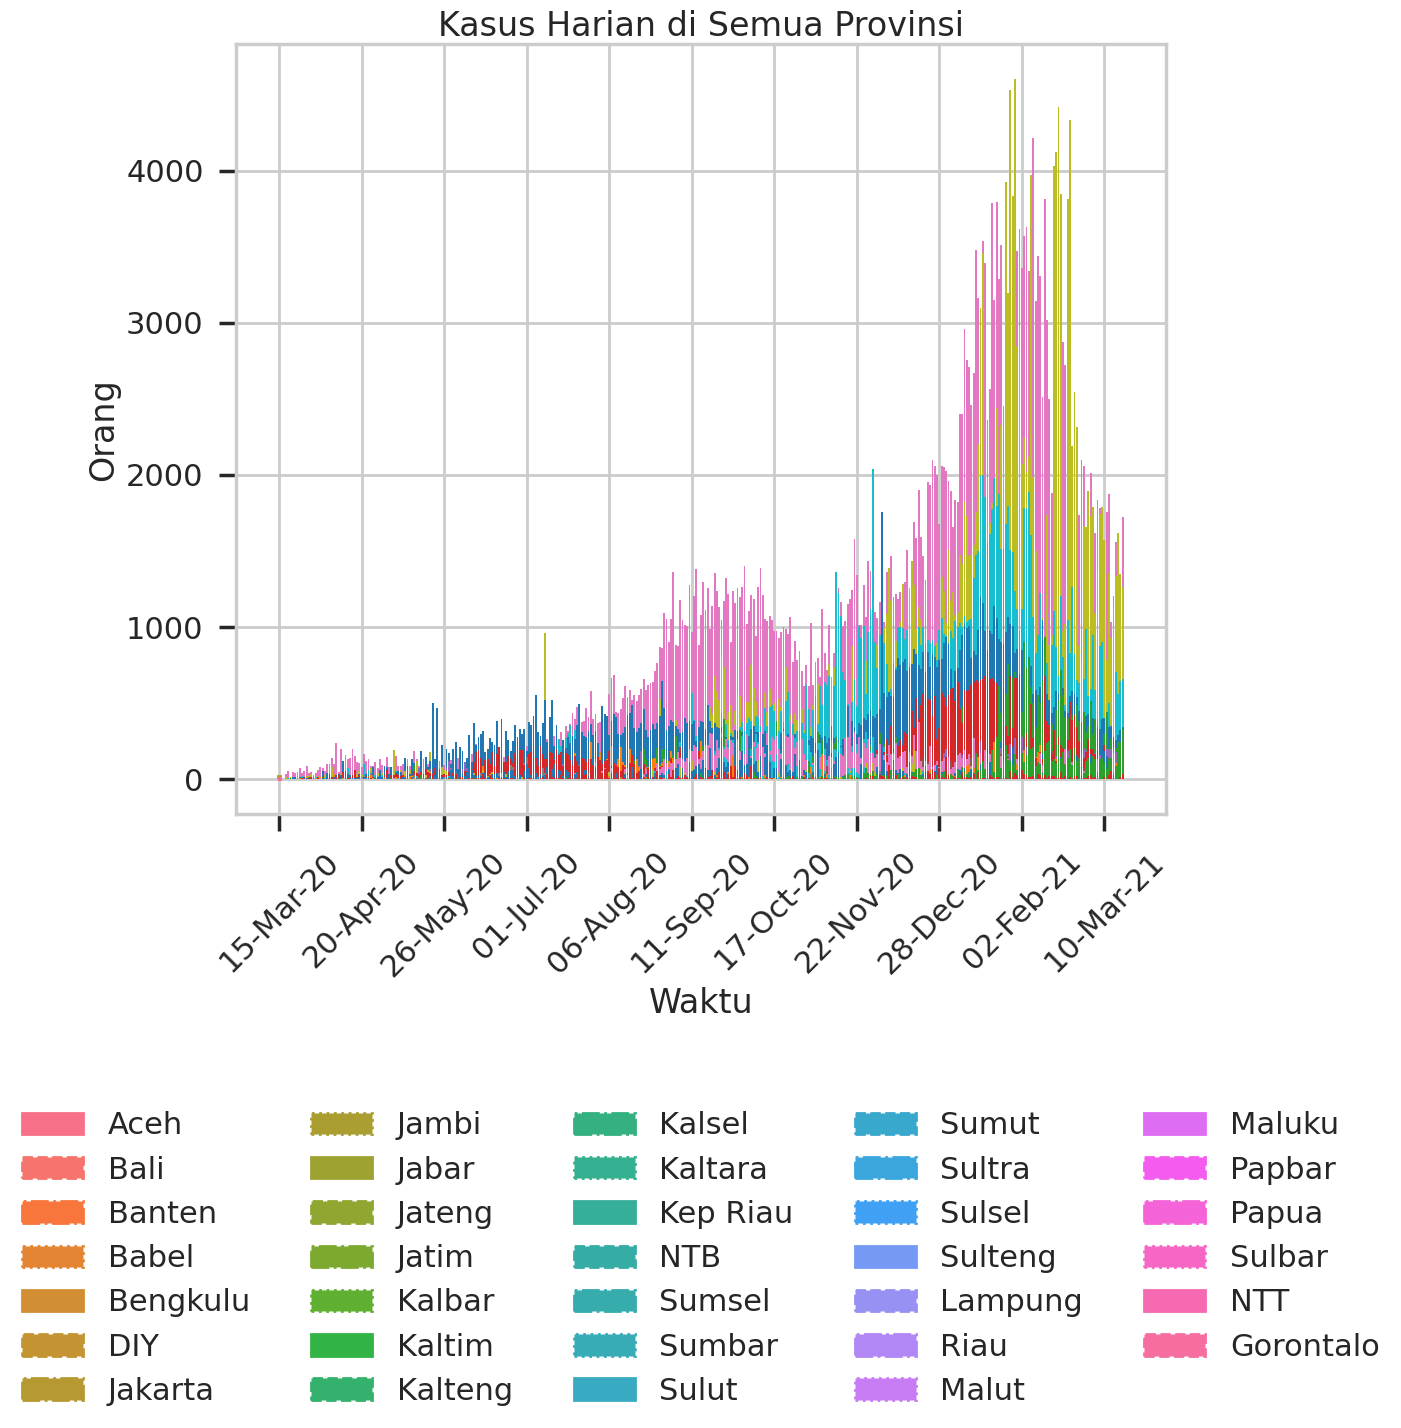 Kasus Harian di Semua Provinsi
4000
3000
2000
1000
0
Orang
15-Mar-20
20-Apr-20
26-May-20
01-Jul-20
06-Aug-20
11-Sep-20
17-Oct-20
22-Nov-20
28-Dec-20
02-Feb-21
10-Mar-21
Waktu
Aceh
Bali
Banten
Babel
Bengkulu
DIY
Jakarta
Jambi
Jabar
Jateng
Jatim
Kalbar
Kaltim
Kalteng
Kalsel
Kaltara
Kep Riau
NTB
Sumsel
Sumbar
Sulut
Sumut
Sultra
Sulsel
Sulteng
Lampung
Riau
Malut
Maluku
Papbar
Papua
Sulbar
NTT
Gorontalo